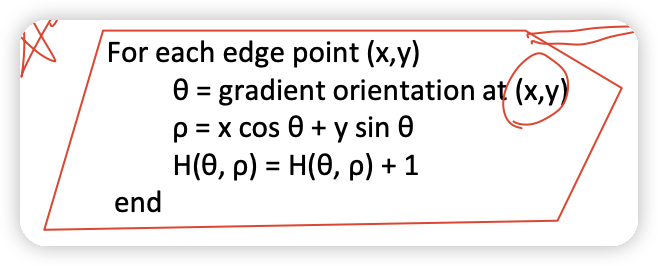 For each edge point (x,y)
θ = gradient orientation at (x,y)
ρ = x cos θ + y sin θ
H(θ, ρ) = H(θ, ρ) + 1
end